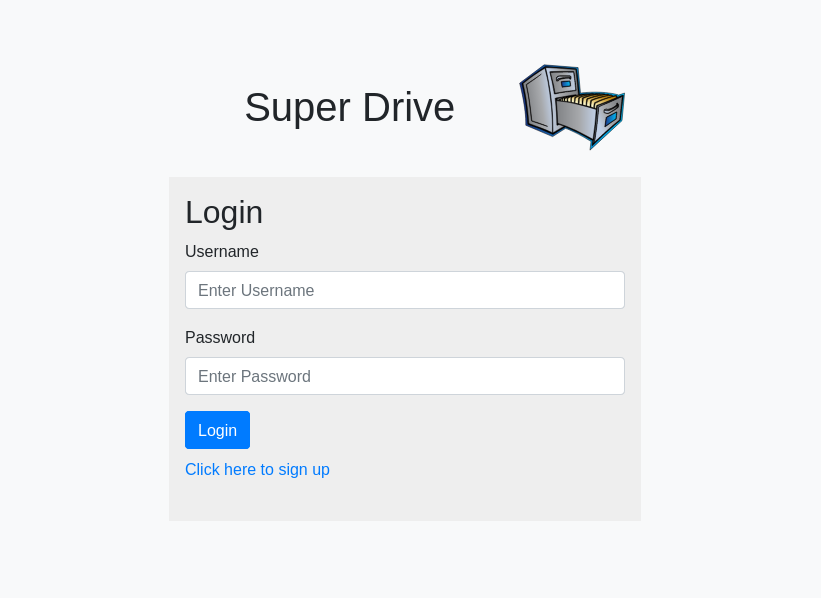 Super Drive
Login
Username
Enter Username
Password
Enter Password
Login
Click here to sign up